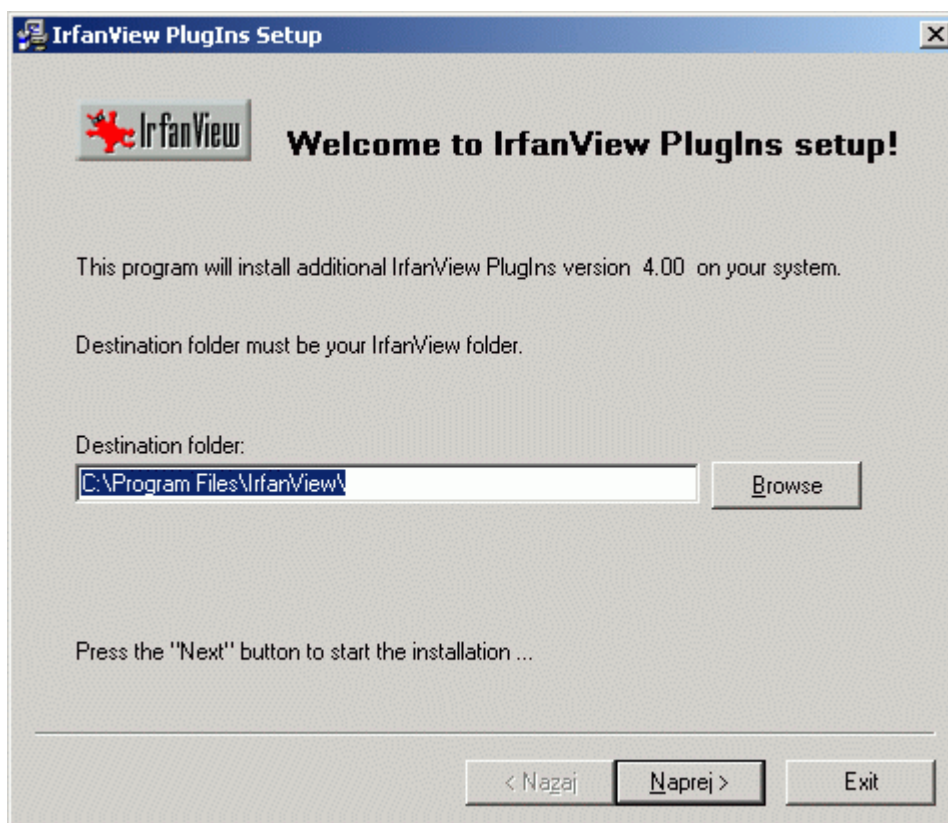 IrfanView PlugIns Setup
IrfanView
Welcome to IrfanView PlugIns setup!
This program will install additional IrfanView PlugIns version  4.00  on your system.
Destination folder must be your IrfanView folder.
Destination folder:
C:\Program Files\IrfanView\
Browse
Press the "Next" button to start the installation ...
< Nazaj
Naprej >
Exit